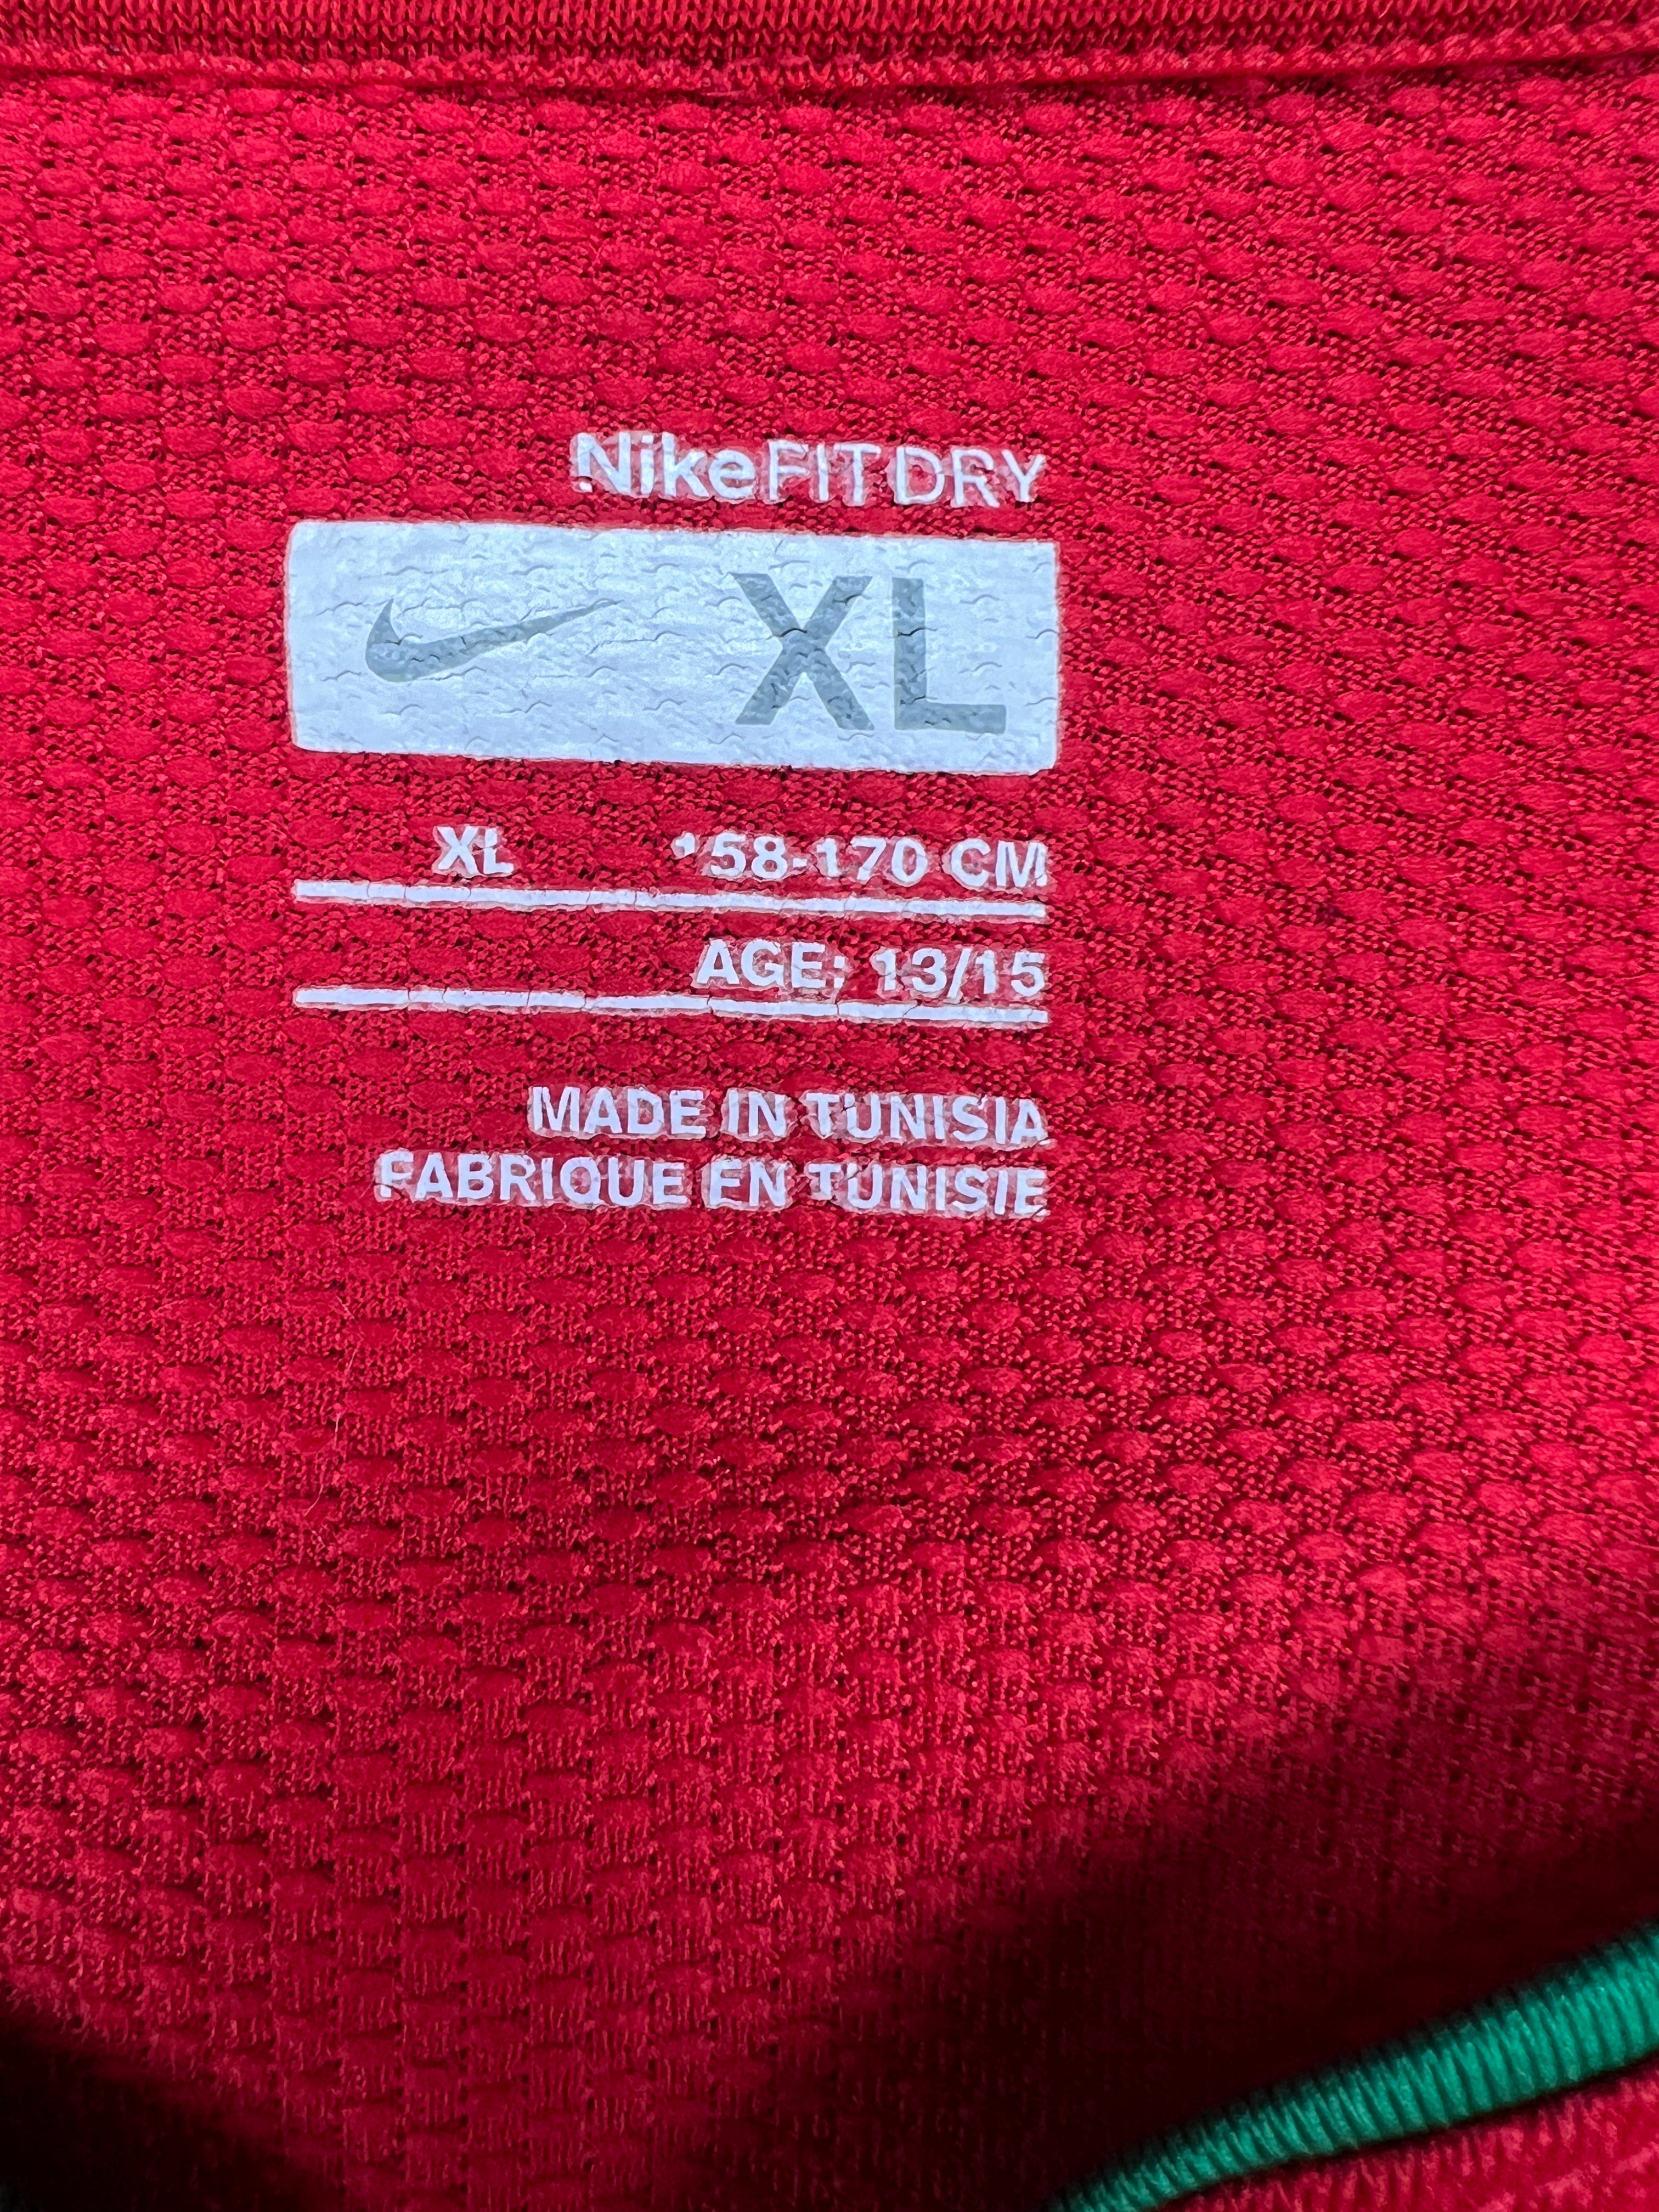 NikeFIT DRY
XL
XL 158-170 CM
AGE: 13/15
MADE IN TUNISIA
FABRIQUE EN TUNISIE